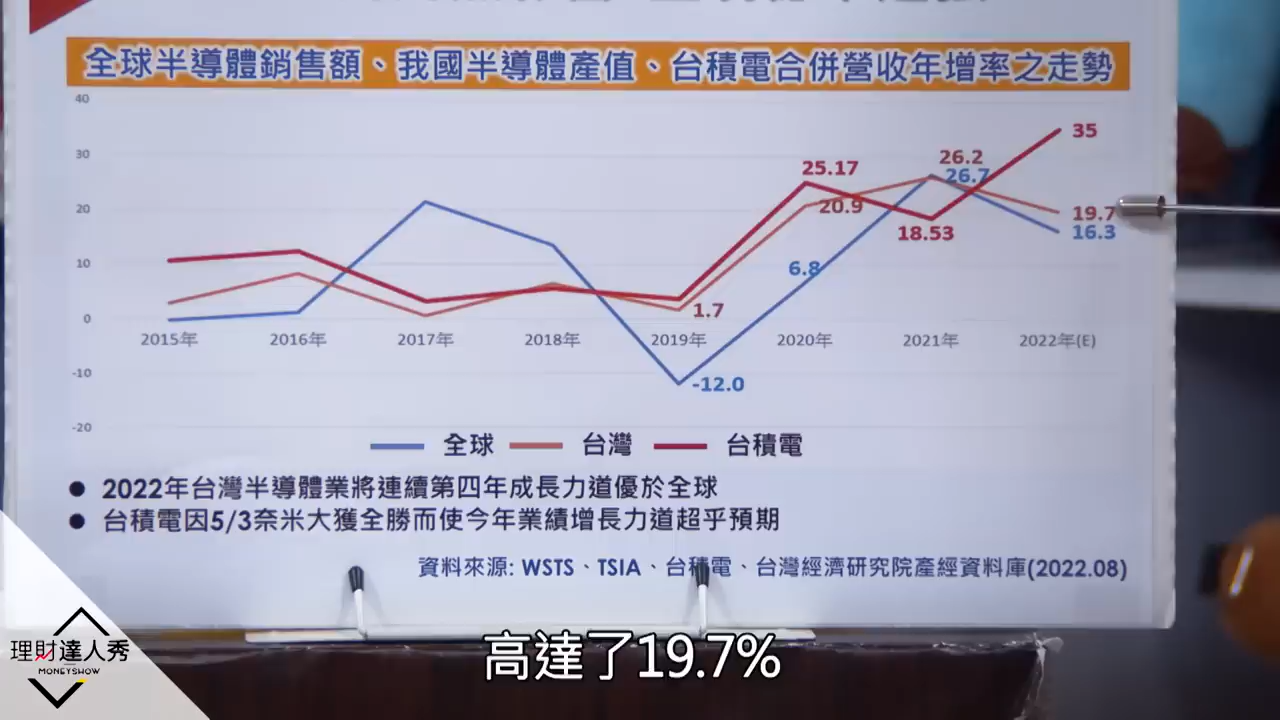 全球半導體銷售額、我國半導體產值、台積電合併營收年增率之走勢
40
30
20
10
0
-10
-20
35
26.2
25.17
26.7
20.9
19.7
18.53
16.3
6.8
1.7
-12.0
2015年 2016年 2017年 2018年 2019年 2020年 2021年 2022年(E)
全球 台灣 台積電
● 2022年台灣半導體業將連續第四年成長力道優於全球
● 台積電因5/3奈米大獲全勝而使今年業績增長力道超乎預期
資料來源: WSTS、TSIA、台積電、台灣經濟研究院產經資料庫(2022.08)
理財達人秀
MONEYSHOW
高達了19.7%